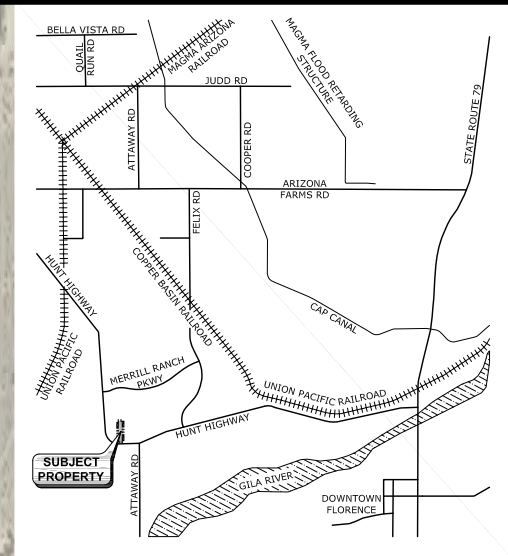 BELLA VISTA RD
QUAIL
RUN RD
MAGMA ARIZONA
RAILROAD
MAGMA FLOOD RETARDING
STRUCTURE
STATE ROUTE 79
JUDD RD
ATTAWAY RD
COOPER RD
ARIZONA
FARMS RD
FELIX RD
HUNT HIGHWAY
COPPER BASIN RAILROAD
CAP CANAL
UNION PACIFIC
RAILROAD
MERRILL RANCH
PKWY
UNION PACIFIC RAILROAD
HUNT HIGHWAY
SUBJECT
PROPERTY
ATTAWAY RD
GILA RIVER
DOWNTOWN
FLORENCE